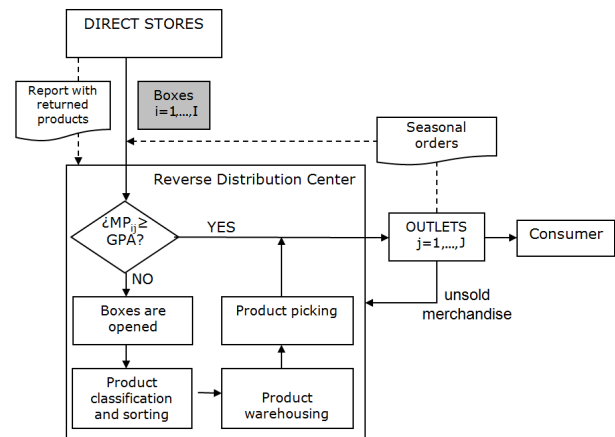 DIRECT STORES
Report with
returned
products
Boxes
i=1,...,I
Seasonal
orders
Reverse Distribution Center
¿MPij≥
GPA?
YES
OUTLETS
j=1,...,J
Consumer
NO
unsold
merchandise
Boxes are
opened
Product picking
Product
classification
and sorting
Product
warehousing